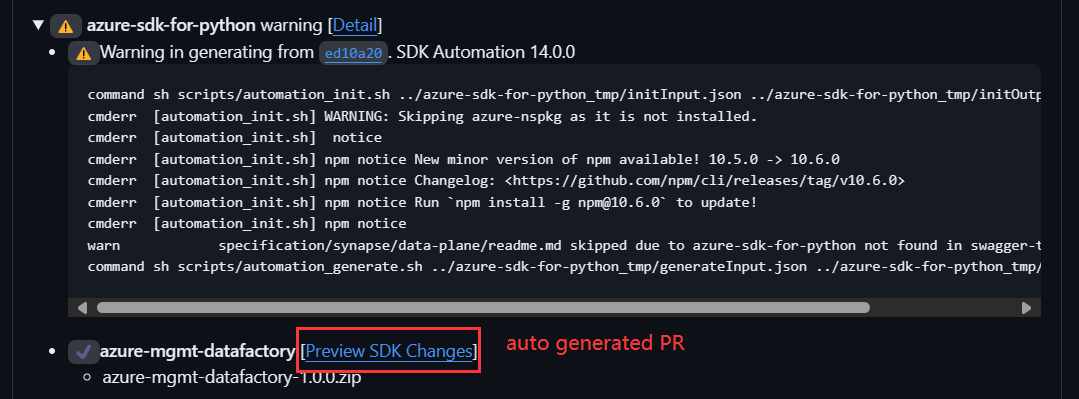 azure-sdk-for-python warning [Detail]
Warning in generating from ed10a20. SDK Automation 14.0.0
command sh scripts/automation_init.sh ../azure-sdk-for-python_tmp/initInput.json ../azure-sdk-for-python_tmp/initOutp
cmderr [automation_init.sh] WARNING: Skipping azure-nspkg as it is not installed.
cmderr [automation_init.sh]  notice
cmderr [automation_init.sh] npm notice New minor version of npm available! 10.5.0 -> 10.6.0
cmderr [automation_init.sh] npm notice Changelog: <https://github.com/npm/cli/releases/tag/v10.6.0>
cmderr [automation_init.sh] npm notice Run `npm install -g npm@10.6.0` to update!
cmderr [automation_init.sh] npm notice
warn specification/synapse/data-plane/readme.md skipped due to azure-sdk-for-python not found in swagger-t
command sh scripts/automation_generate.sh ../azure-sdk-for-python_tmp/generateInput.json ../azure-sdk-for-python_tmp/
azure-mgmt-datafactory [Preview SDK Changes] auto generated PR
azure-mgmt-datafactory-1.0.0.zip